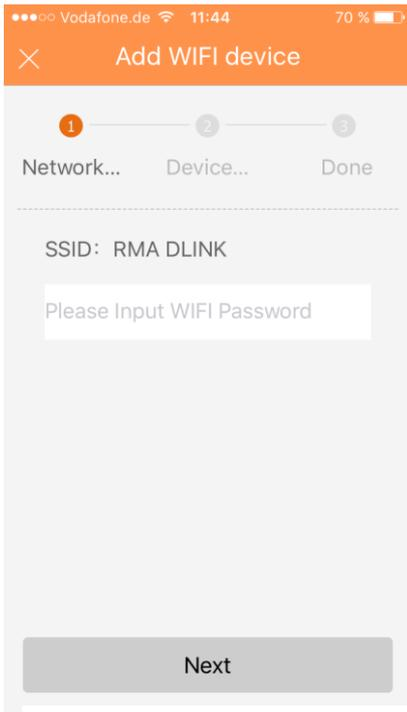 Vodafone.de 11:44 70 %
Add WIFI device
1 2 3
Network... Device... Done
SSID: RMA DLINK
Please Input WIFI Password
Next